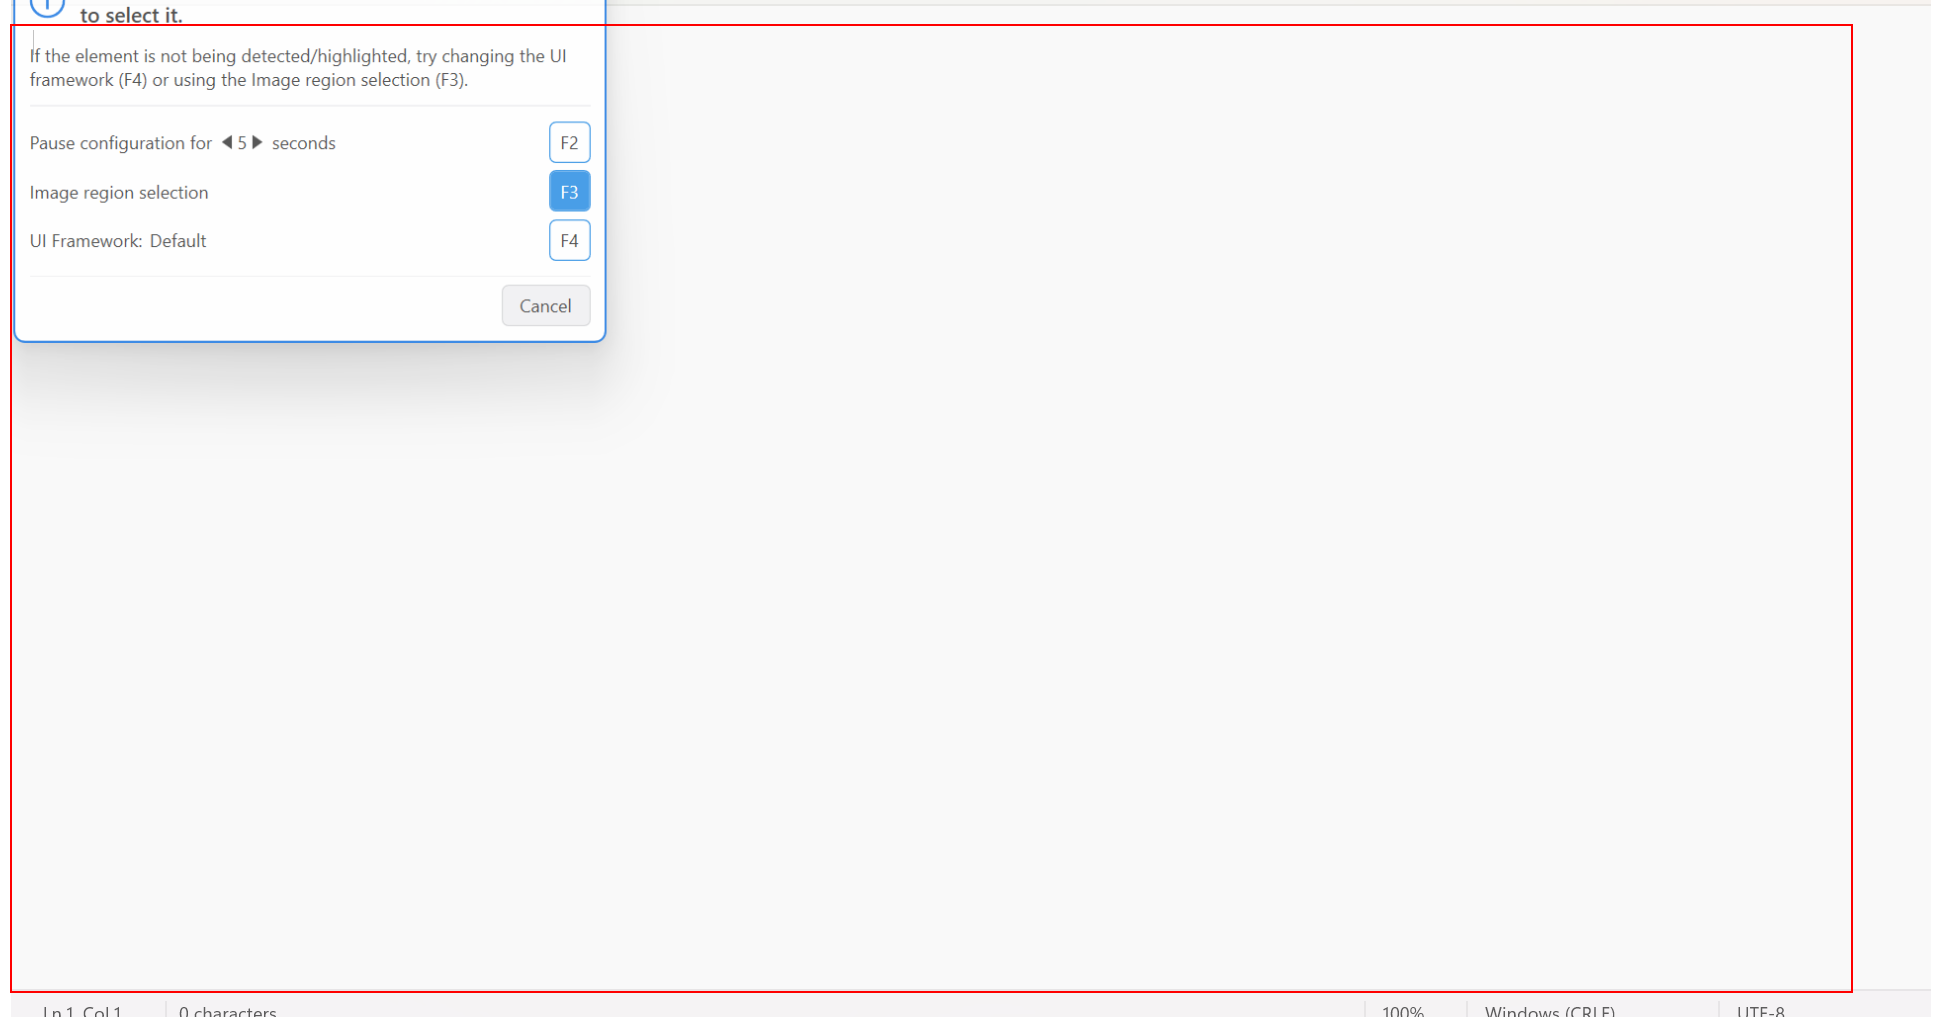 to select it.
If the element is not being detected/highlighted, try changing the UI
framework (F4) or using the Image region selection (F3).
Pause configuration for ◀ 5 ▶ seconds F2
Image region selection F3
UI Framework: Default F4
Cancel
Ln 1, Col 1 0 characters 100% Windows (CRLF) UTF-8